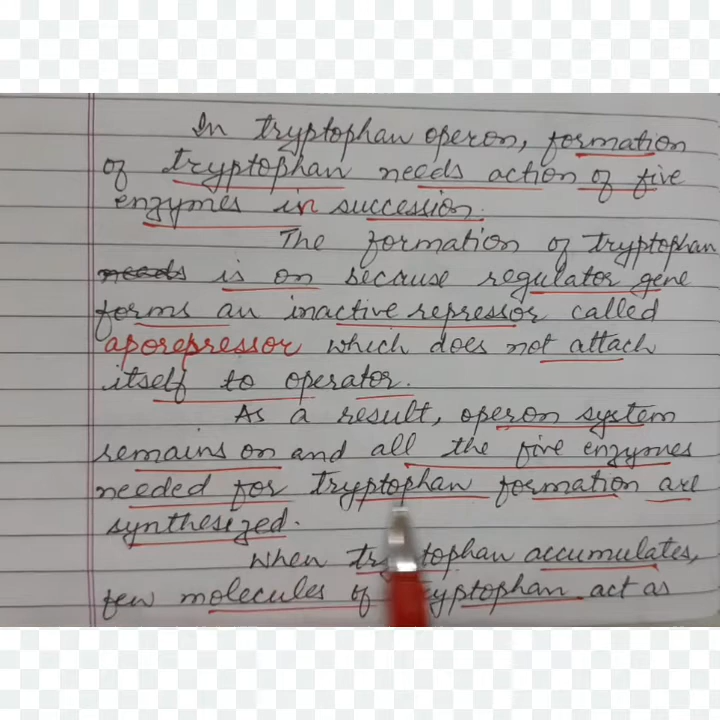 In tryptophan operon, formation
of tryptophan needs action of five
enzymes in succession.
The formation of tryptophan
needs is on because regulator gene
forms an inactive repressor called
aporepressor which does not attach
itself to operator.
As a result, operon system
remains on and all the five enzymes
needed for tryptophan formation are
synthesized.
When tryptophan accumulates,
few molecules of tryptophan act as